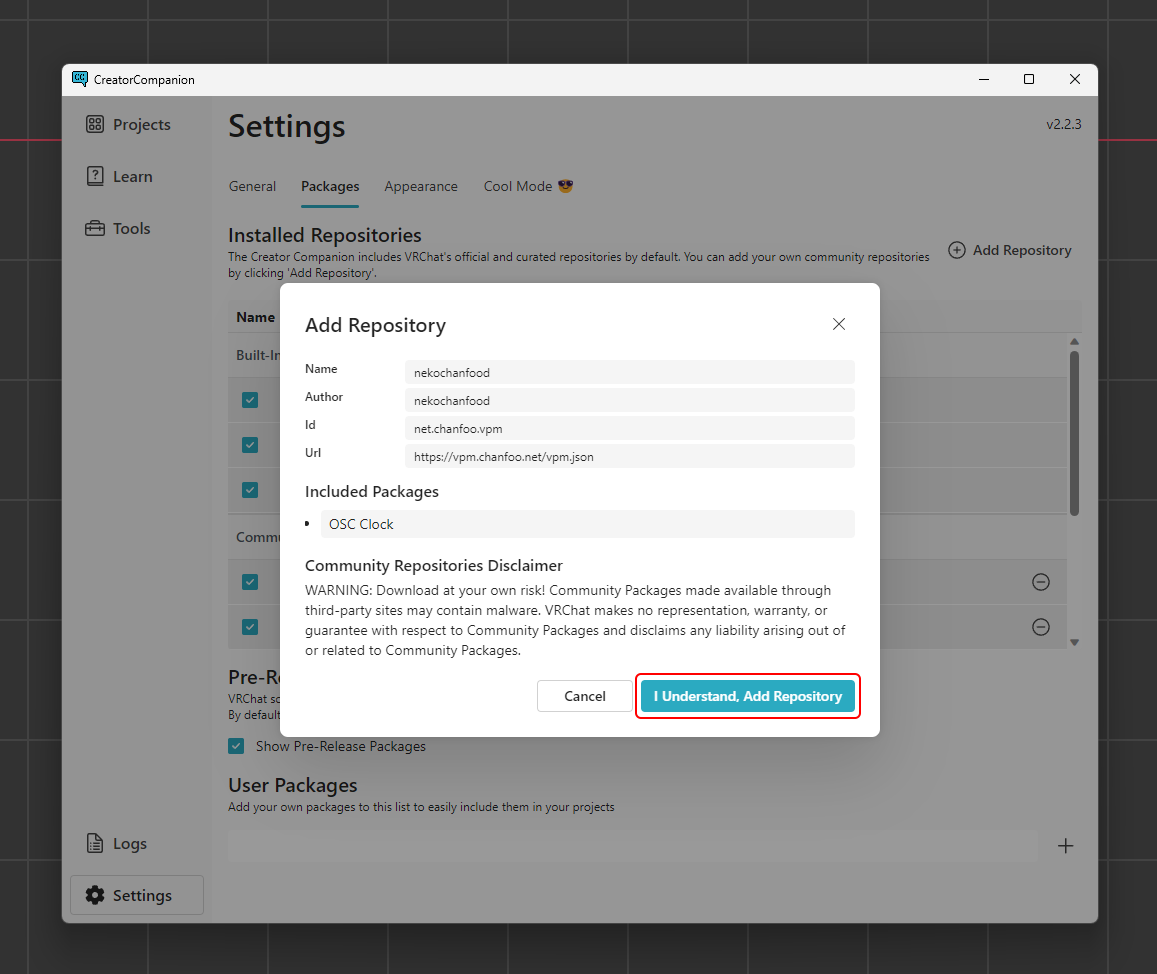 CC
CreatorCompanion
Projects
Learn
Tools
Logs
Settings
Settings
v2.2.3
General
Packages
Appearance
Cool Mode 😎
Installed Repositories
The Creator Companion includes VRChat's official and curated repositories by default. You can add your own community repositories
by clicking 'Add Repository'.
Add Repository
Name
Built-In
Add Repository
Name
nekochanfood
Author
nekochanfood
Id
net.chanfoo.vpm
Url
https://vpm.chanfoo.net/vpm.json
Included Packages
OSC Clock
Community Repositories Disclaimer
WARNING: Download at your own risk! Community Packages made available through
third-party sites may contain malware. VRChat makes no representation, warranty, or
guarantee with respect to Community Packages and disclaims any liability arising out of
or related to Community Packages.
Cancel
I Understand, Add Repository
Commu
Pre-R
VRChat
By default
Show Pre-Release Packages
User Packages
Add your own packages to this list to easily include them in your projects